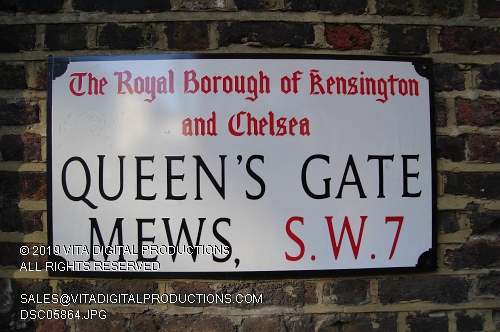 The Royal Borough of Kensington
and Chelsea
QUEEN'S GATE
MEWS, S.W.7
© 2019 VITA DIGITAL PRODUCTIONS
ALL RIGHTS RESERVED
SALES@VITADIGITALPRODUCTIONS.COM
DSC05864.JPG